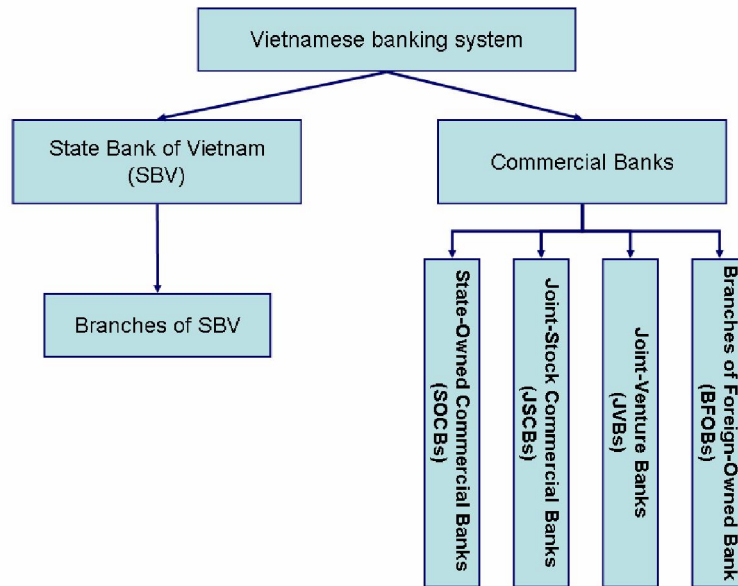 Vietnamese banking system
State Bank of Vietnam
(SBV)
Commercial Banks
Branches of SBV
State-Owned Commercial Banks
(SOCBs)
Joint-Stock Commercial Banks
(JSCBs)
Joint-Venture Banks
(JVBs)
Branches of Foreign-Owned Bank
(BFOBs)